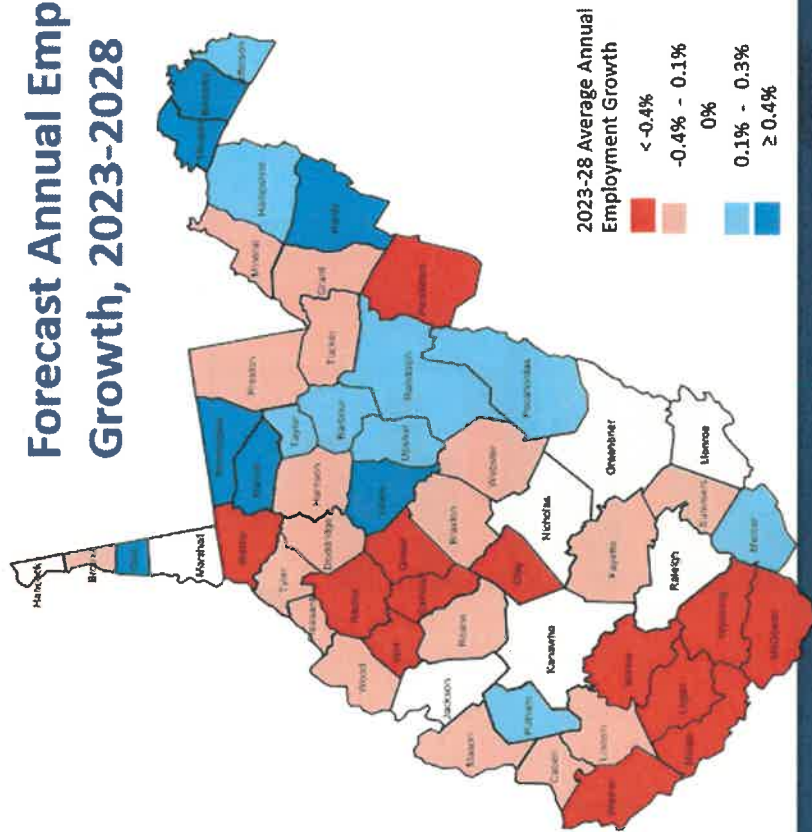 Forecast Annual Emp
Growth, 2023-2028
Hancock
Marshall
Tyler
Wood
Jackson
Mason
Putnam
Cabell
Lincoln
Kanawha
Roane
Clay
Braxton
Webster
Nicholas
Fayette
Raleigh
Greenbrier
Monroe
Summers
Mercer
Pocahontas
Randolph
Upshur
Barbour
Taylor
Harrison
Doddridge
Preston
Tucker
Grant
Mineral
Hampshire
Hardy
Pendleton
Logan
Wyoming
McDowell
2023-28 Average Annual
Employment Growth
< -0.4%
-0.4% - 0.1%
0%
0.1% - 0.3%
≥ 0.4%